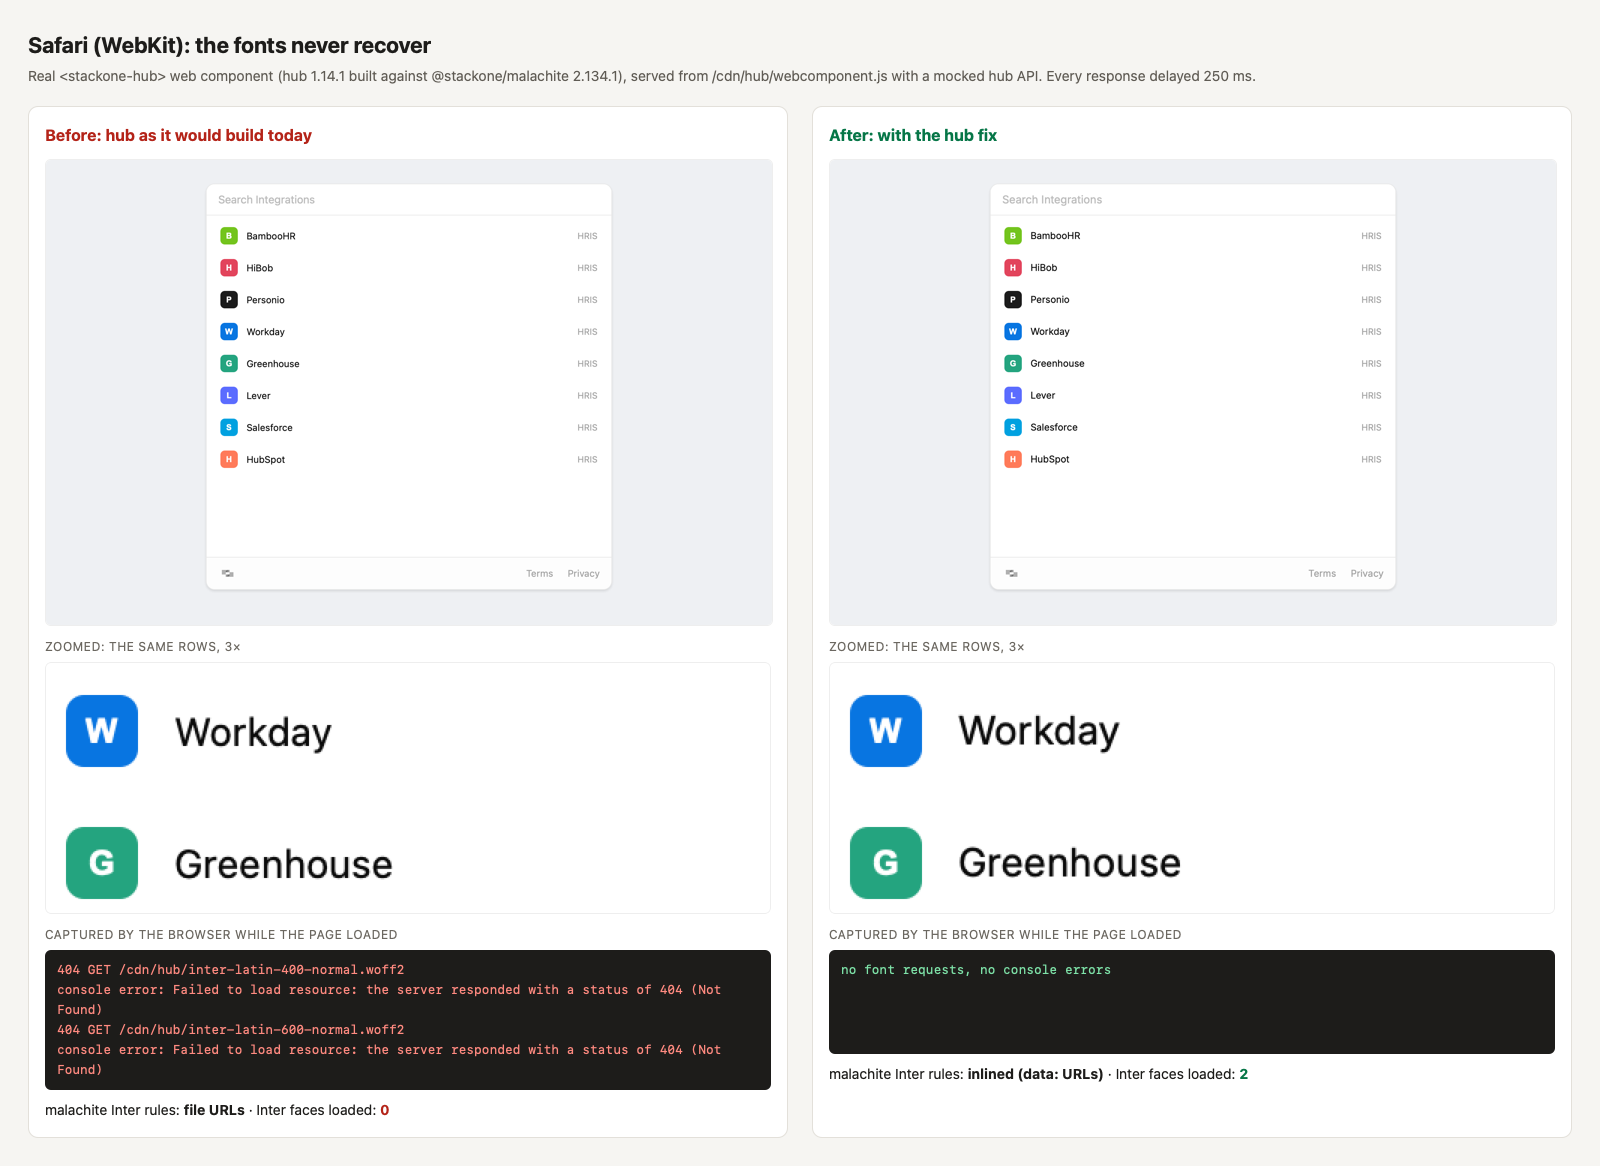 Safari (WebKit): the fonts never recover
Real <stackone-hub> web component (hub 1.14.1 built against @stackone/malachite 2.134.1), served from /cdn/hub/webcomponent.js with a mocked hub API. Every response delayed 250 ms.
Before: hub as it would build today
Search Integrations
B BambooHR HRIS
H HiBob HRIS
P Personio HRIS
W Workday HRIS
G Greenhouse HRIS
L Lever HRIS
S Salesforce HRIS
H HubSpot HRIS
Terms Privacy
ZOOMED: THE SAME ROWS, 3×
W Workday
G Greenhouse
CAPTURED BY THE BROWSER WHILE THE PAGE LOADED
404 GET /cdn/hub/inter-latin-400-normal.woff2
console error: Failed to load resource: the server responded with a status of 404 (Not
Found)
404 GET /cdn/hub/inter-latin-600-normal.woff2
console error: Failed to load resource: the server responded with a status of 404 (Not
Found)
malachite Inter rules: file URLs · Inter faces loaded: 0
After: with the hub fix
Search Integrations
B BambooHR HRIS
H HiBob HRIS
P Personio HRIS
W Workday HRIS
G Greenhouse HRIS
L Lever HRIS
S Salesforce HRIS
H HubSpot HRIS
Terms Privacy
ZOOMED: THE SAME ROWS, 3×
W Workday
G Greenhouse
CAPTURED BY THE BROWSER WHILE THE PAGE LOADED
no font requests, no console errors
malachite Inter rules: inlined (data: URLs) · Inter faces loaded: 2